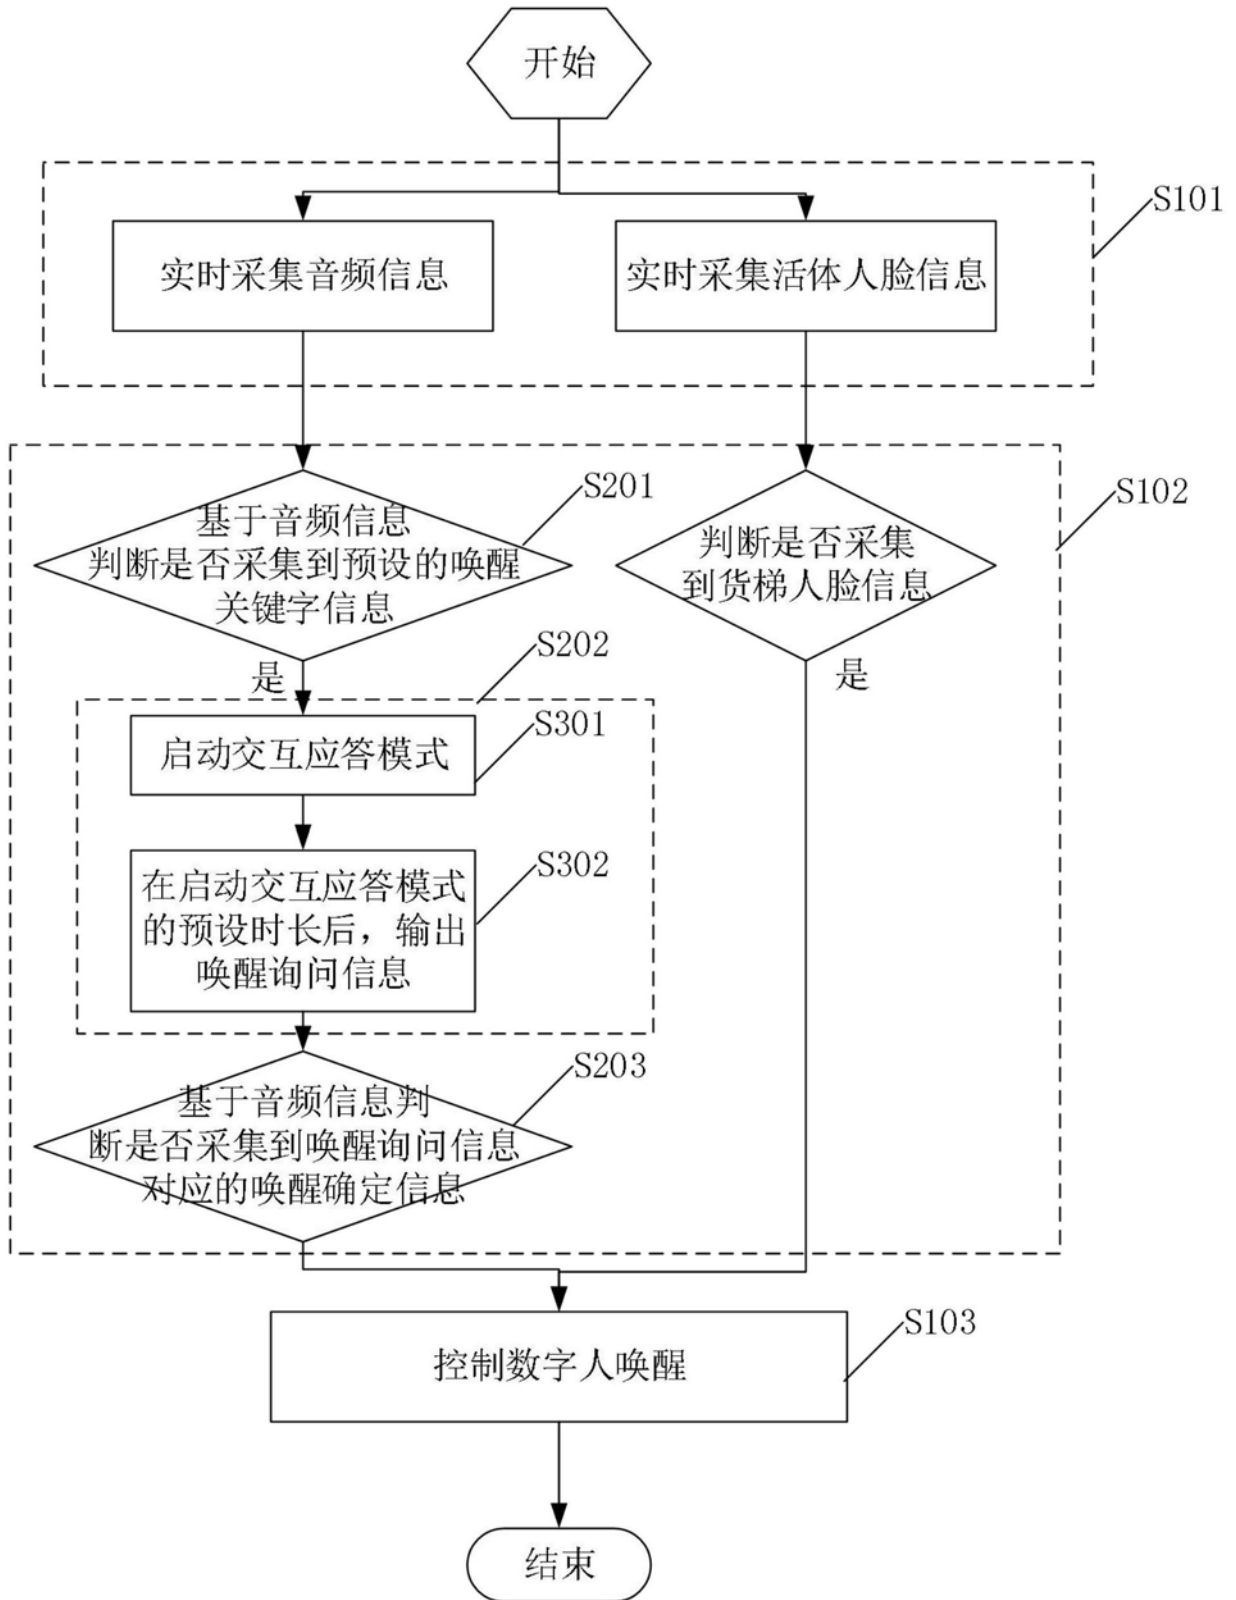 开始
S101
实时采集音频信息
实时采集活体人脸信息
S201
S102
基于音频信息
判断是否采集到预设的唤醒
关键字信息
判断是否采集
到货梯人脸信息
S202
是
是
S301
启动交互应答模式
S302
在启动交互应答模式
的预设时长后，输出
唤醒询问信息
S203
基于音频信息判
断是否采集到唤醒询问信息
对应的唤醒确定信息
S103
控制数字人唤醒
结束